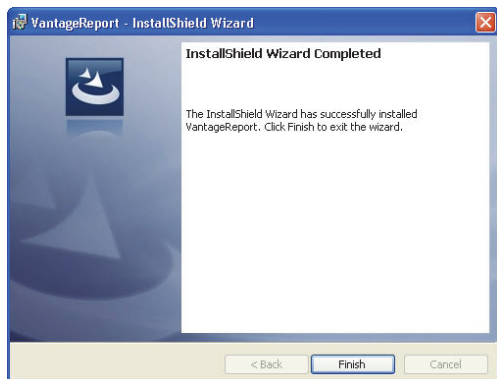 VantageReport - InstallShield Wizard
InstallShield Wizard Completed
The InstallShield Wizard has successfully installed
VantageReport. Click Finish to exit the wizard.
< Back
Finish
Cancel